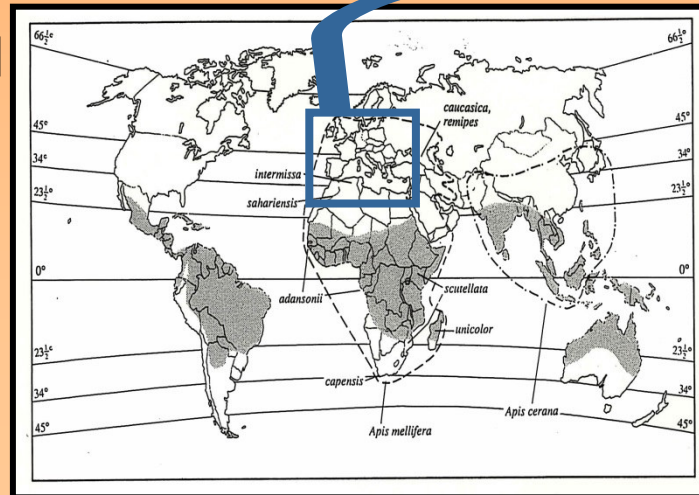 66½°
66½°
caucasica,
remipes
45°
45°
34°
34°
intermissa
23½°
23½°
sahariensis
0°
0°
adansonii
scutellata
unicolor
23½°
23½°
capensis
34°
34°
Apis cerana
45°
45°
Apis mellifera